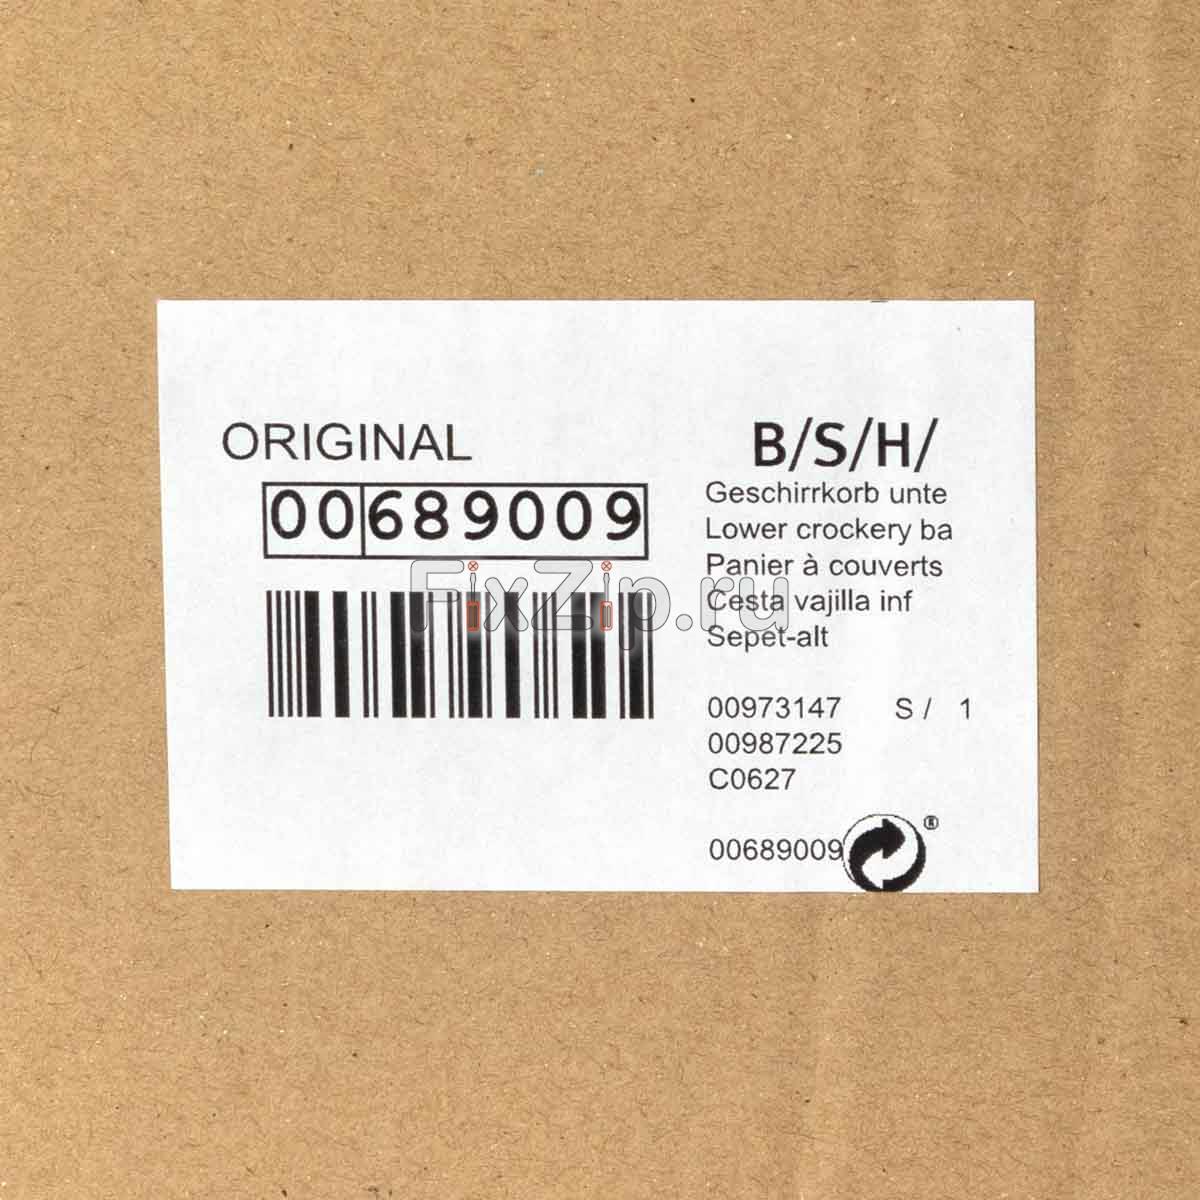 ORIGINAL
00689009
B/S/H/
Geschirrkorb unte
Lower crockery ba
Panier à couverts
Cesta vajilla inf
Sepet-alt
FixZip.ru
00973147 S / 1
00987225
C0627
00689009
®